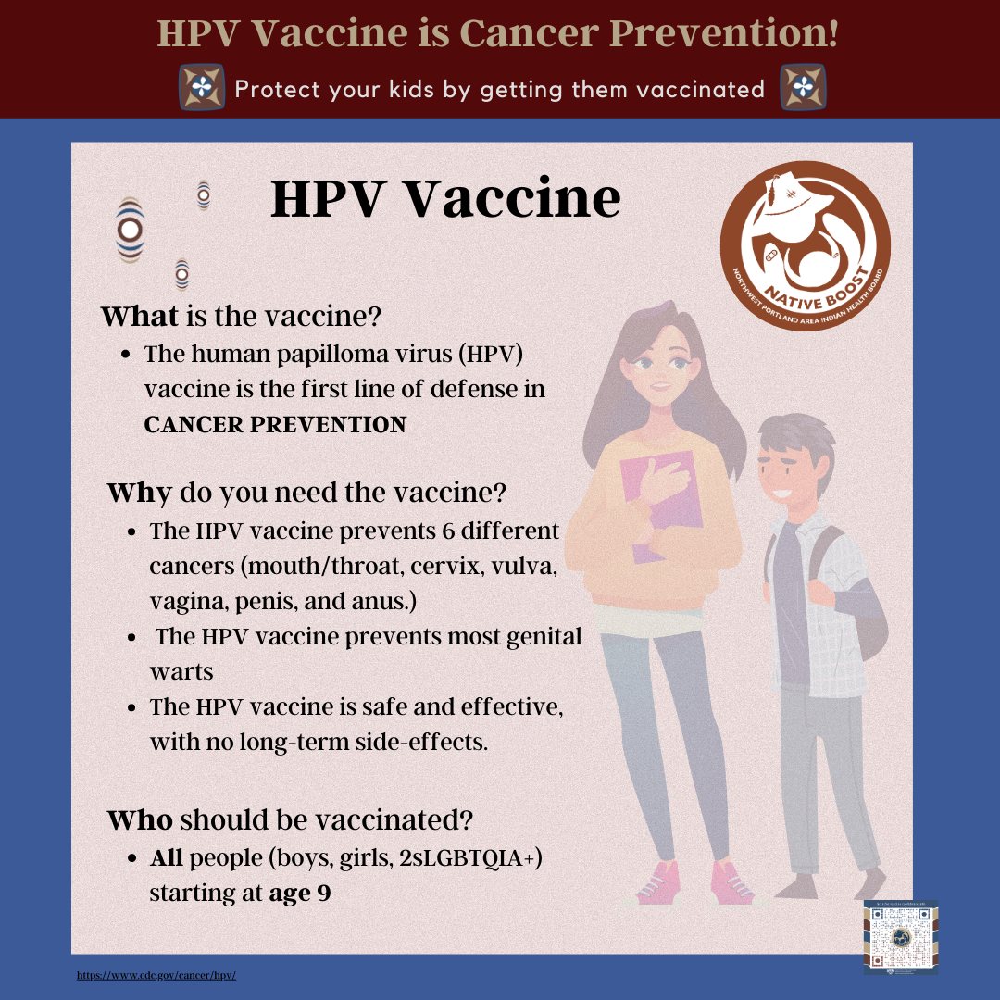 HPV Vaccine is Cancer Prevention!
Protect your kids by getting them vaccinated
HPV Vaccine
NATIVE BOOST
NORTHWEST PORTLAND AREA INDIAN HEALTH BOARD
What is the vaccine?
• The human papilloma virus (HPV)
vaccine is the first line of defense in
CANCER PREVENTION
Why do you need the vaccine?
• The HPV vaccine prevents 6 different
cancers (mouth/throat, cervix, vulva,
vagina, penis, and anus.)
• The HPV vaccine prevents most genital
warts
• The HPV vaccine is safe and effective,
with no long-term side-effects.
Who should be vaccinated?
• All people (boys, girls, 2sLGBTQIA+)
starting at age 9
https://www.cdc.gov/cancer/hpv/